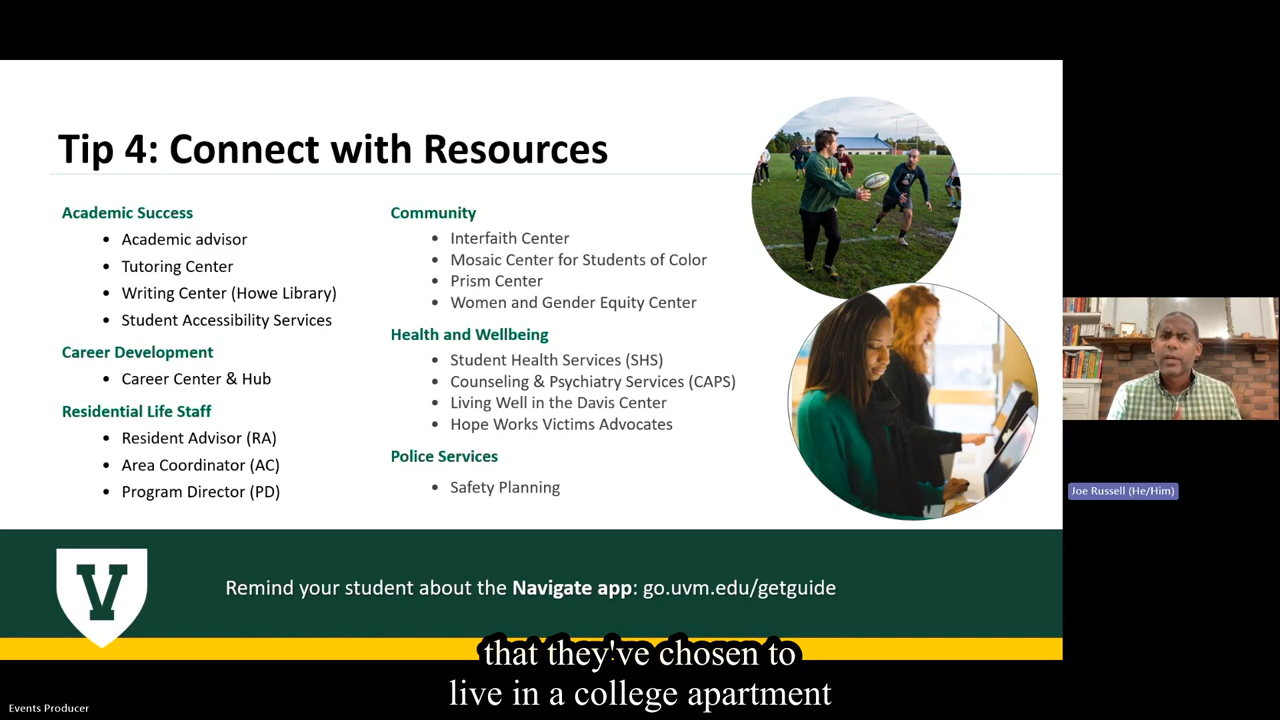 Tip 4: Connect with Resources
Academic Success
• Academic advisor
• Tutoring Center
• Writing Center (Howe Library)
• Student Accessibility Services
Career Development
• Career Center & Hub
Residential Life Staff
• Resident Advisor (RA)
• Area Coordinator (AC)
• Program Director (PD)
Community
• Interfaith Center
• Mosaic Center for Students of Color
• Prism Center
• Women and Gender Equity Center
Health and Wellbeing
• Student Health Services (SHS)
• Counseling & Psychiatry Services (CAPS)
• Living Well in the Davis Center
• Hope Works Victims Advocates
Police Services
• Safety Planning
V
Remind your student about the Navigate app: go.uvm.edu/getguide
Joe Russell (He/Him)
that they've chosen to
live in a college apartment
Events Producer